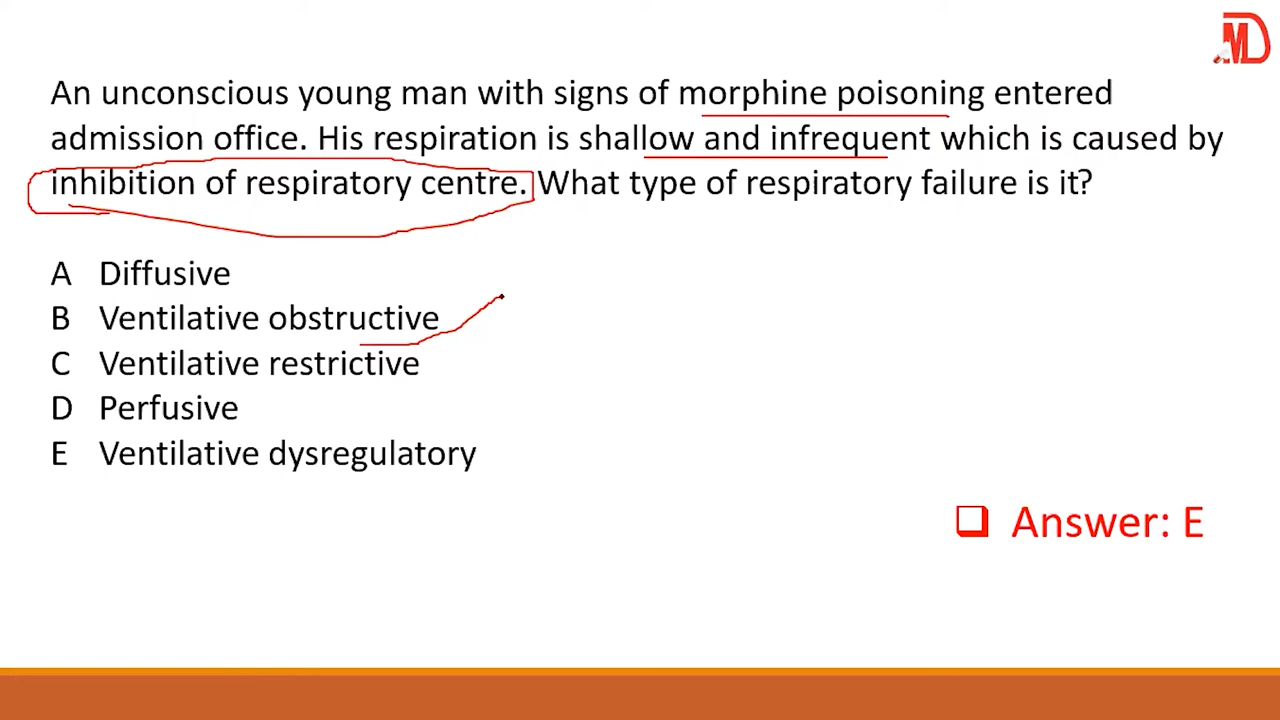 MD
An unconscious young man with signs of morphine poisoning entered
admission office. His respiration is shallow and infrequent which is caused by
inhibition of respiratory centre. What type of respiratory failure is it?
A Diffusive
B Ventilative obstructive
C Ventilative restrictive
D Perfusive
E Ventilative dysregulatory
Answer: E